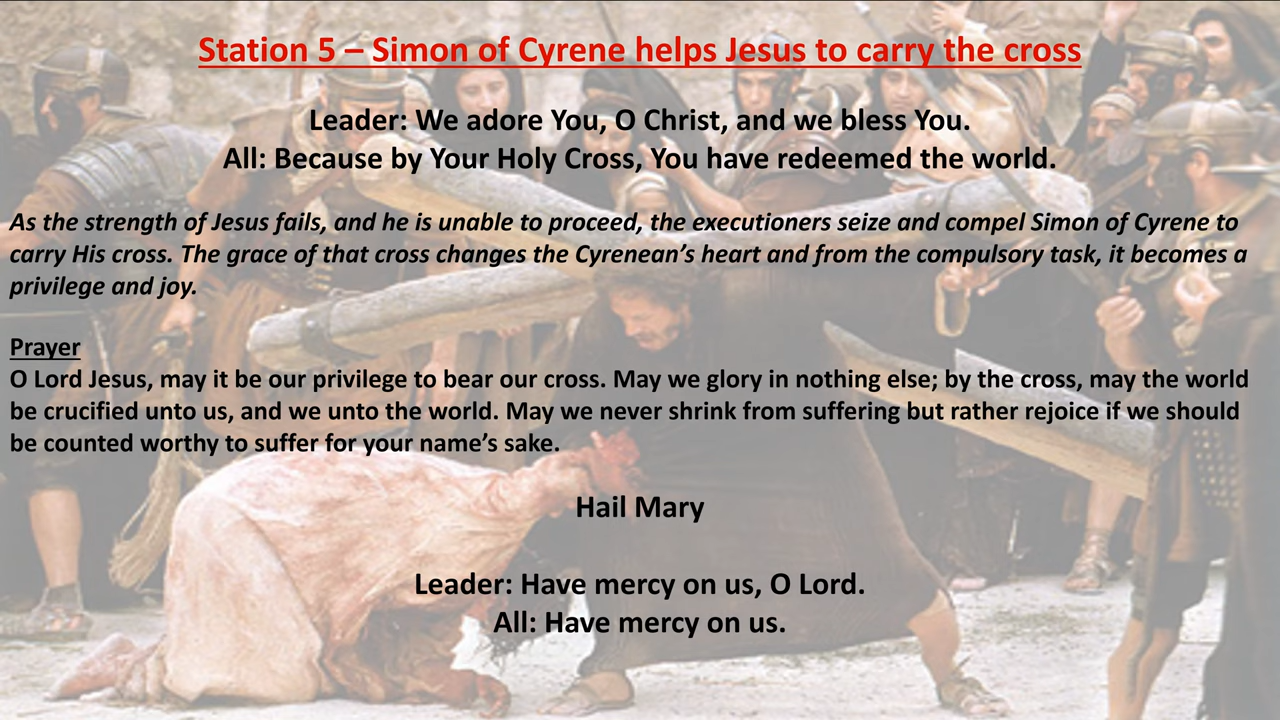 Station 5 – Simon of Cyrene helps Jesus to carry the cross
Leader: We adore You, O Christ, and we bless You.
All: Because by Your Holy Cross, You have redeemed the world.
As the strength of Jesus fails, and he is unable to proceed, the executioners seize and compel Simon of Cyrene to
carry His cross. The grace of that cross changes the Cyrenean’s heart and from the compulsory task, it becomes a
privilege and joy.
Prayer
O Lord Jesus, may it be our privilege to bear our cross. May we glory in nothing else; by the cross, may the world
be crucified unto us, and we unto the world. May we never shrink from suffering but rather rejoice if we should
be counted worthy to suffer for your name’s sake.
Hail Mary
Leader: Have mercy on us, O Lord.
All: Have mercy on us.